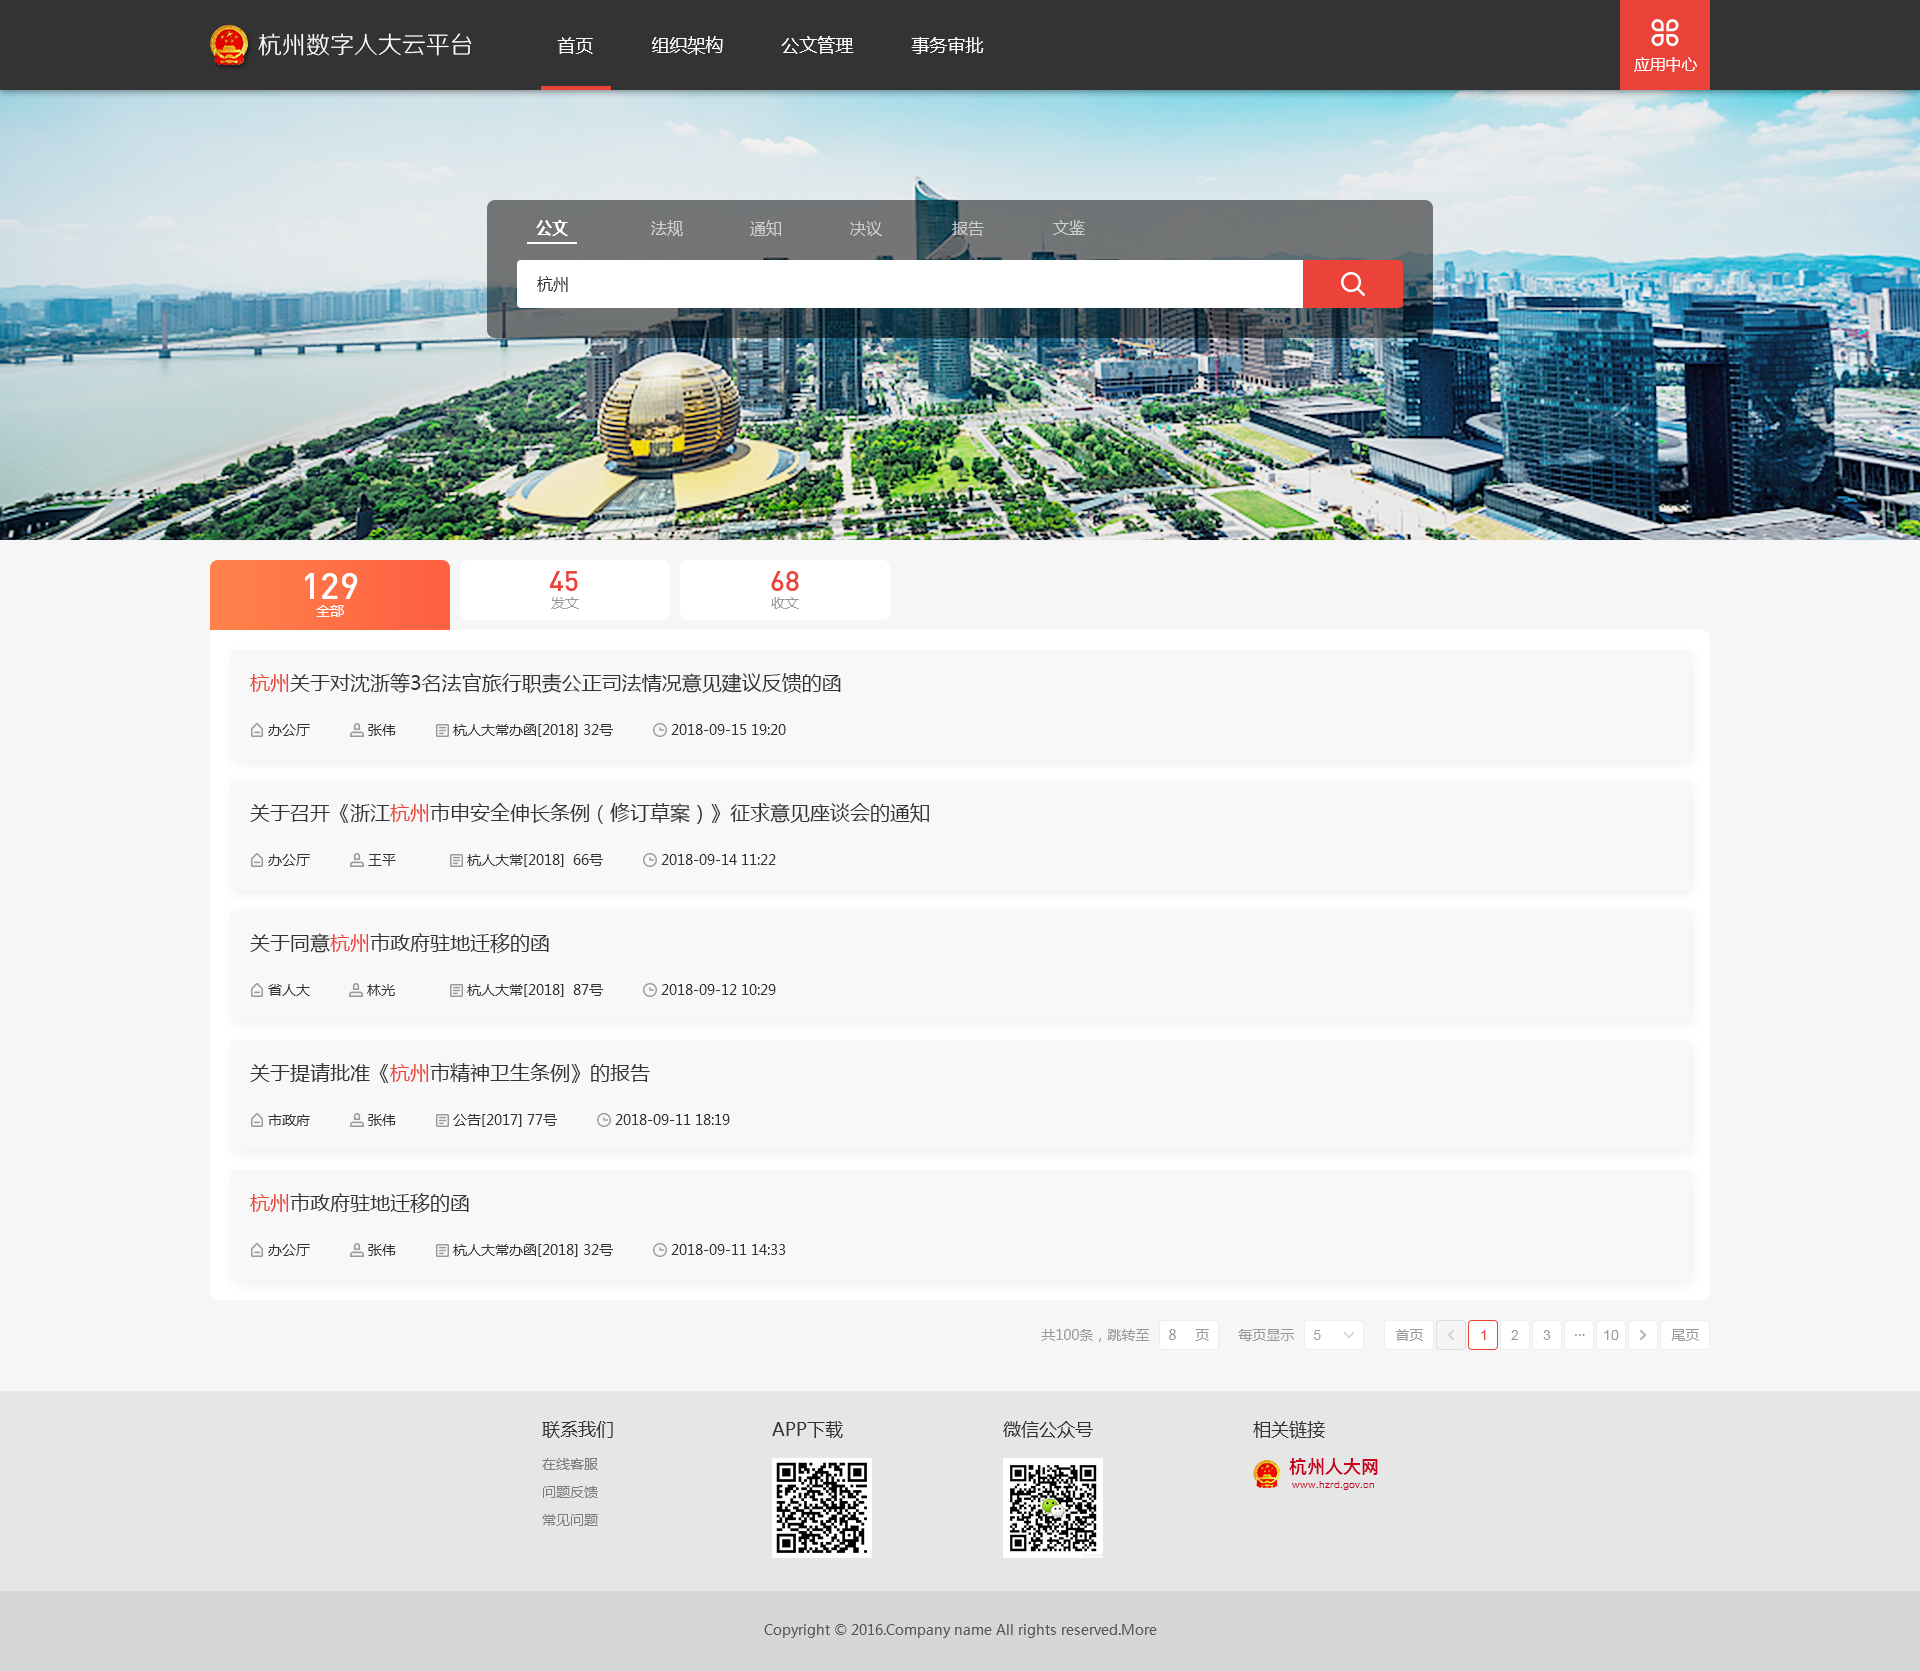 杭州数字人大云平台
首页 组织架构 公文管理 事务审批
应用中心
公文 法规 通知 决议 报告 文鉴
杭州
129
全部
45
发文
68
收文
杭州关于对沈浙等3名法官旅行职责公正司法情况意见建议反馈的函
办公厅 张伟 杭人大常办函[2018] 32号 2018-09-15 19:20
关于召开《浙江杭州市申安全伸长条例（修订草案）》征求意见座谈会的通知
办公厅 王平 杭人大常[2018] 66号 2018-09-14 11:22
关于同意杭州市政府驻地迁移的函
省人大 林光 杭人大常[2018] 87号 2018-09-12 10:29
关于提请批准《杭州市精神卫生条例》的报告
市政府 张伟 公告[2017] 77号 2018-09-11 18:19
杭州市政府驻地迁移的函
办公厅 张伟 杭人大常办函[2018] 32号 2018-09-11 14:33
共100条，跳转至 8 页 每页显示 5 首页 < 1 2 3 ··· 10 > 尾页
联系我们
在线客服
问题反馈
常见问题
APP下载
微信公众号
相关链接
杭州人大网
www.hzrd.gov.cn
Copyright © 2016.Company name All rights reserved.More